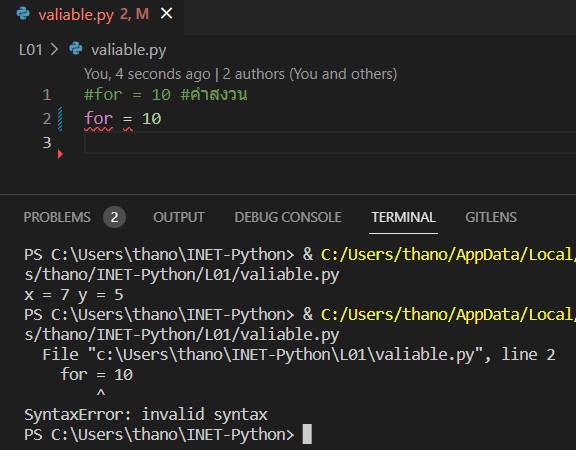 valiable.py 2, M
L01 > valiable.py
You, 4 seconds ago | 2 authors (You and others)
1 #for = 10 #คำสงวน
2 for = 10
3
PROBLEMS 2 OUTPUT DEBUG CONSOLE TERMINAL GITLENS
PS C:\Users\thano\INET-Python> & C:/Users/thano/AppData/Local/
s/thano/INET-Python/L01/valiable.py
x = 7 y = 5
PS C:\Users\thano\INET-Python> & C:/Users/thano/AppData/Local/
s/thano/INET-Python/L01/valiable.py
File "c:\Users\thano\INET-Python\L01\valiable.py", line 2
for = 10
^
SyntaxError: invalid syntax
PS C:\Users\thano\INET-Python>